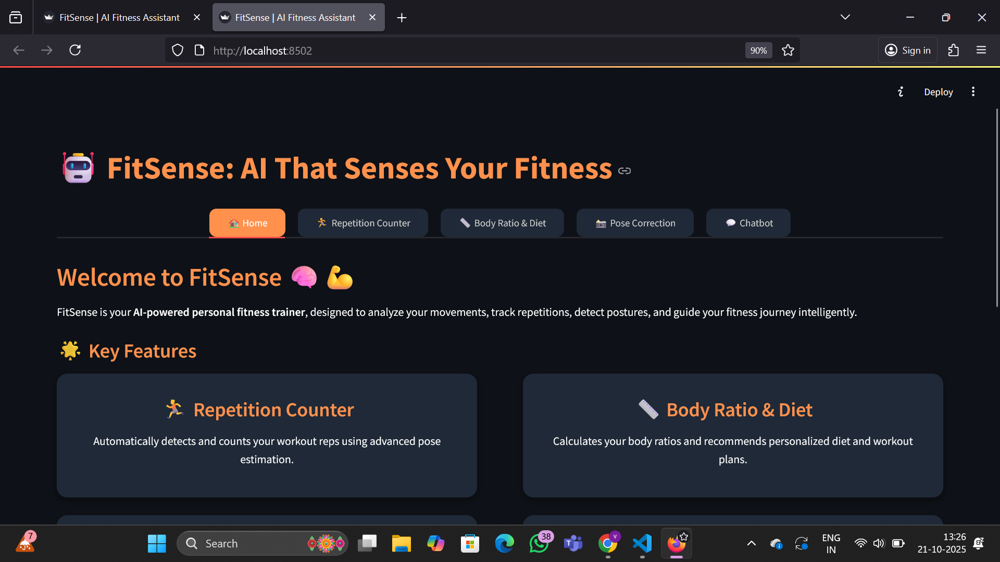 FitSense | AI Fitness Assistant
FitSense | AI Fitness Assistant
http://localhost:8502
90%
Sign in
Deploy
FitSense: AI That Senses Your Fitness
Home
Repetition Counter
Body Ratio & Diet
Pose Correction
Chatbot
Welcome to FitSense
FitSense is your AI-powered personal fitness trainer, designed to analyze your movements, track repetitions, detect postures, and guide your fitness journey intelligently.
Key Features
Repetition Counter
Automatically detects and counts your workout reps using advanced pose
estimation.
Body Ratio & Diet
Calculates your body ratios and recommends personalized diet and workout
plans.
7
Search
38
T
V
ENG
IN
13:26
21-10-2025